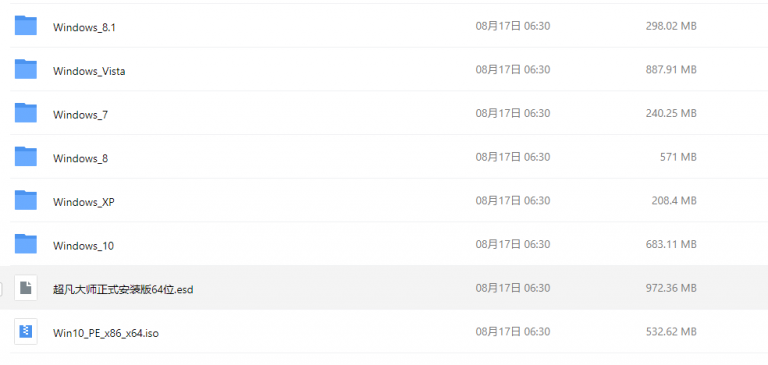 Windows_8.1 08月17日 06:30 298.02 MB
Windows_Vista 08月17日 06:30 887.91 MB
Windows_7 08月17日 06:30 240.25 MB
Windows_8 08月17日 06:30 571 MB
Windows_XP 08月17日 06:30 208.4 MB
Windows_10 08月17日 06:30 683.11 MB
超凡大师正式安装版64位.esd 08月17日 06:30 972.36 MB
Win10_PE_x86_x64.iso 08月17日 06:30 532.62 MB